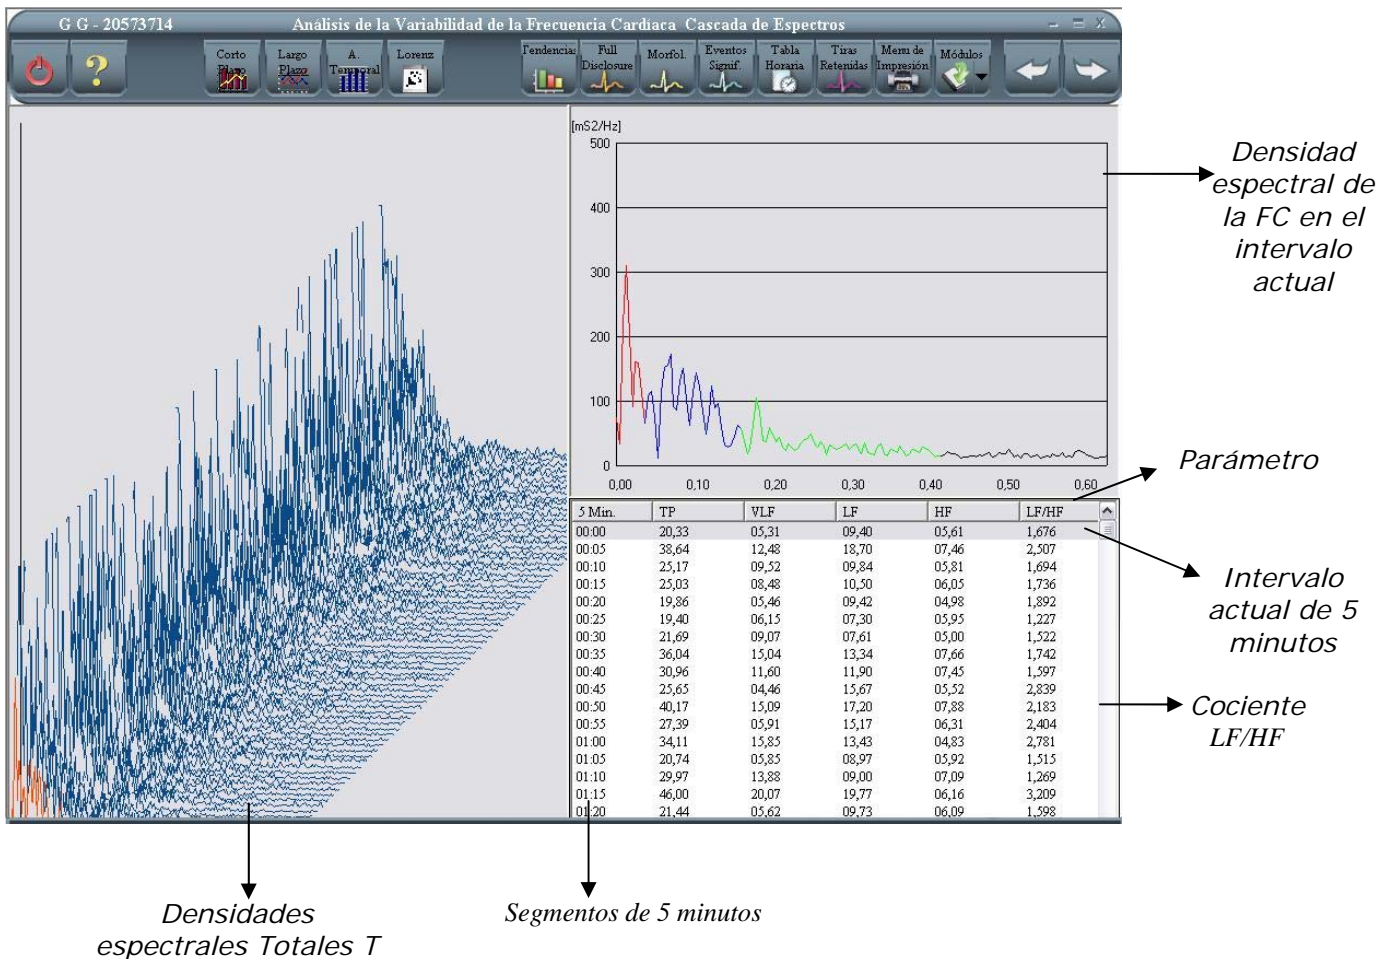 G G - 20573714 Análisis de la Variabilidad de la Frecuencia Cardíaca Cascada de Espectros
Corto Plazo
Largo Plazo
A. Temporal
Lorenz
Tendencias
Full Disclosure
Morfol.
Eventos Signif.
Tabla Horaria
Tiras Retenidas
Menu de Impresión
Módulos
[mS2/Hz]
500
400
300
200
100
0
0,00 0,10 0,20 0,30 0,40 0,50 0,60
5 Min. TP VLF LF HF LF/HF
00:00 20,33 05,31 09,40 05,61 1,676
00:05 38,64 12,48 18,70 07,46 2,507
00:10 25,17 09,52 09,84 05,81 1,694
00:15 25,03 08,48 10,50 06,05 1,736
00:20 19,86 05,46 09,42 04,98 1,892
00:25 19,40 06,15 07,30 05,95 1,227
00:30 21,69 09,07 07,61 05,00 1,522
00:35 36,04 15,04 13,34 07,66 1,742
00:40 30,96 11,60 11,90 07,45 1,597
00:45 25,65 04,46 15,67 05,52 2,839
00:50 40,17 15,09 17,20 07,88 2,183
00:55 27,39 05,91 15,17 06,31 2,404
01:00 34,11 15,85 13,43 04,83 2,781
01:05 20,74 05,85 08,97 05,92 1,515
01:10 29,97 13,88 09,00 07,09 1,269
01:15 46,00 20,07 19,77 06,16 3,209
01:20 21,44 05,62 09,73 06,09 1,598
Densidad
espectral de
la FC en el
intervalo
actual
Parámetro
Intervalo
actual de 5
minutos
Cociente
LF/HF
Densidades
espectrales Totales T
Segmentos de 5 minutos